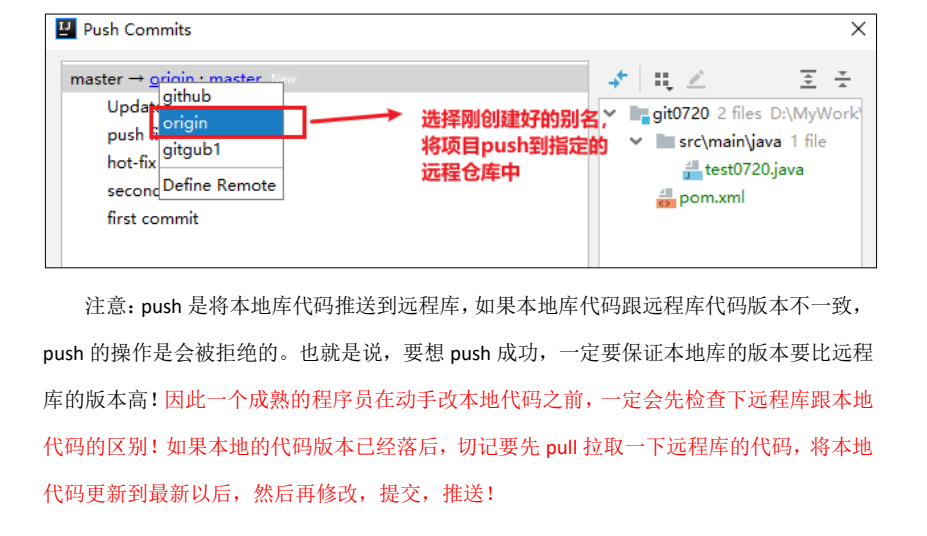 Push Commits
master → origin : master New
github
Upda
origin
push
gitgub1
hot-fix
second
Define Remote
first commit
选择刚创建好的别名，
将项目push到指定的
远程仓库中
git0720 2 files D:\MyWork\
src\main\java 1 file
test0720.java
pom.xml
注意：push 是将本地库代码推送到远程库，如果本地库代码跟远程库代码版本不一致，
push 的操作是会被拒绝的。也就是说，要想 push 成功，一定要保证本地库的版本要比远程
库的版本高！因此一个成熟的程序员在动手改本地代码之前，一定会先检查下远程库跟本地
代码的区别！如果本地的代码版本已经落后，切记要先 pull 拉取一下远程库的代码，将本地
代码更新到最新以后，然后再修改，提交，推送！